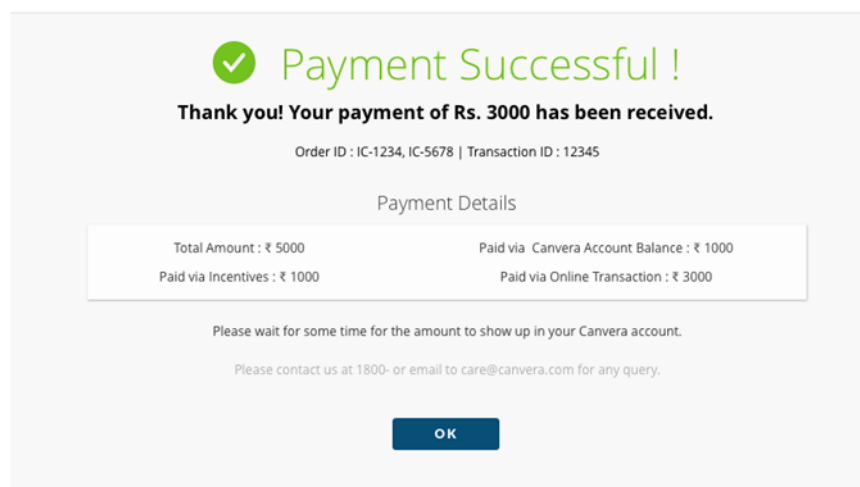 Payment Successful !
Thank you! Your payment of Rs. 3000 has been received.
Order ID : IC-1234, IC-5678 | Transaction ID : 12345
Payment Details
Total Amount : ₹ 5000
Paid via Canvera Account Balance : ₹ 1000
Paid via Incentives : ₹ 1000
Paid via Online Transaction : ₹ 3000
Please wait for some time for the amount to show up in your Canvera account.
Please contact us at 1800- or email to care@canvera.com for any query.
OK